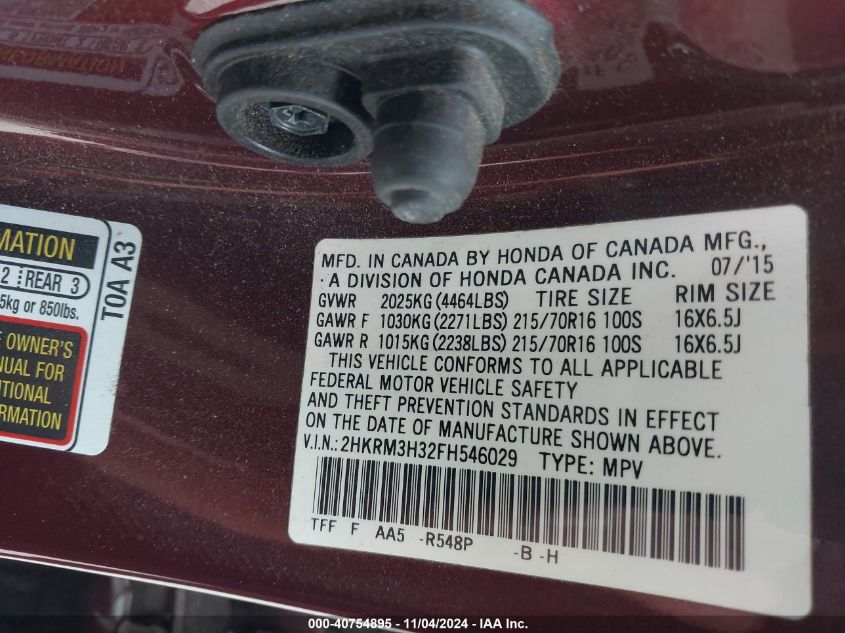 MFD. IN CANADA BY HONDA OF CANADA MFG.,
A DIVISION OF HONDA CANADA INC. 07/'15
GVWR 2025KG (4464LBS) TIRE SIZE RIM SIZE
GAWR F 1030KG (2271LBS) 215/70R16 100S 16X6.5J
GAWR R 1015KG (2238LBS) 215/70R16 100S 16X6.5J
THIS VEHICLE CONFORMS TO ALL APPLICABLE
FEDERAL MOTOR VEHICLE SAFETY
AND THEFT PREVENTION STANDARDS IN EFFECT
ON THE DATE OF MANUFACTURE SHOWN ABOVE.
V.I.N.: 2HKRM3H32FH546029 TYPE: MPV
TFF F AA5 -R548P -B -H
MATION
2 REAR 3
5kg or 850lbs.
OWNER'S
NUAL FOR
ITIONAL
ORMATION
T0A A3
000-40754895 - 11/04/2024 - IAA Inc.